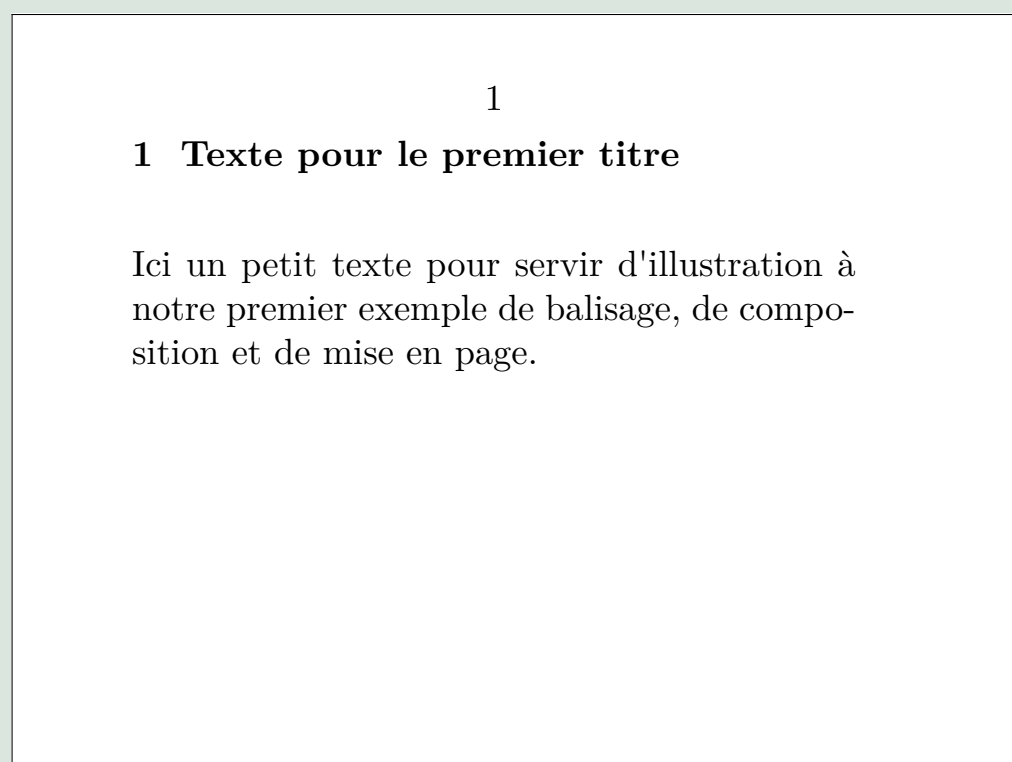 1
1 Texte pour le premier titre
Ici un petit texte pour servir d'illustration à
notre premier exemple de balisage, de compo-
sition et de mise en page.